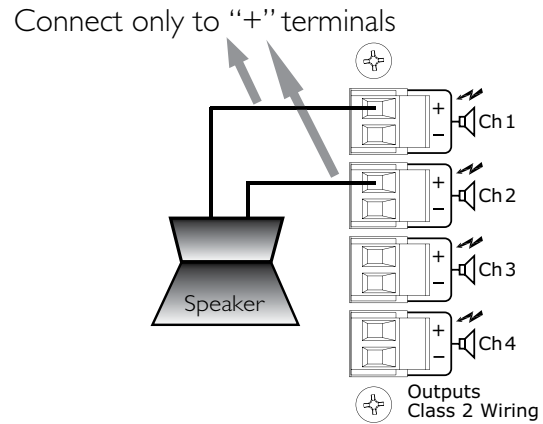 Connect only to “+” terminals
+
− Ch 1
+
− Ch 2
+
− Ch 3
+
− Ch 4
Speaker
Outputs
Class 2 Wiring